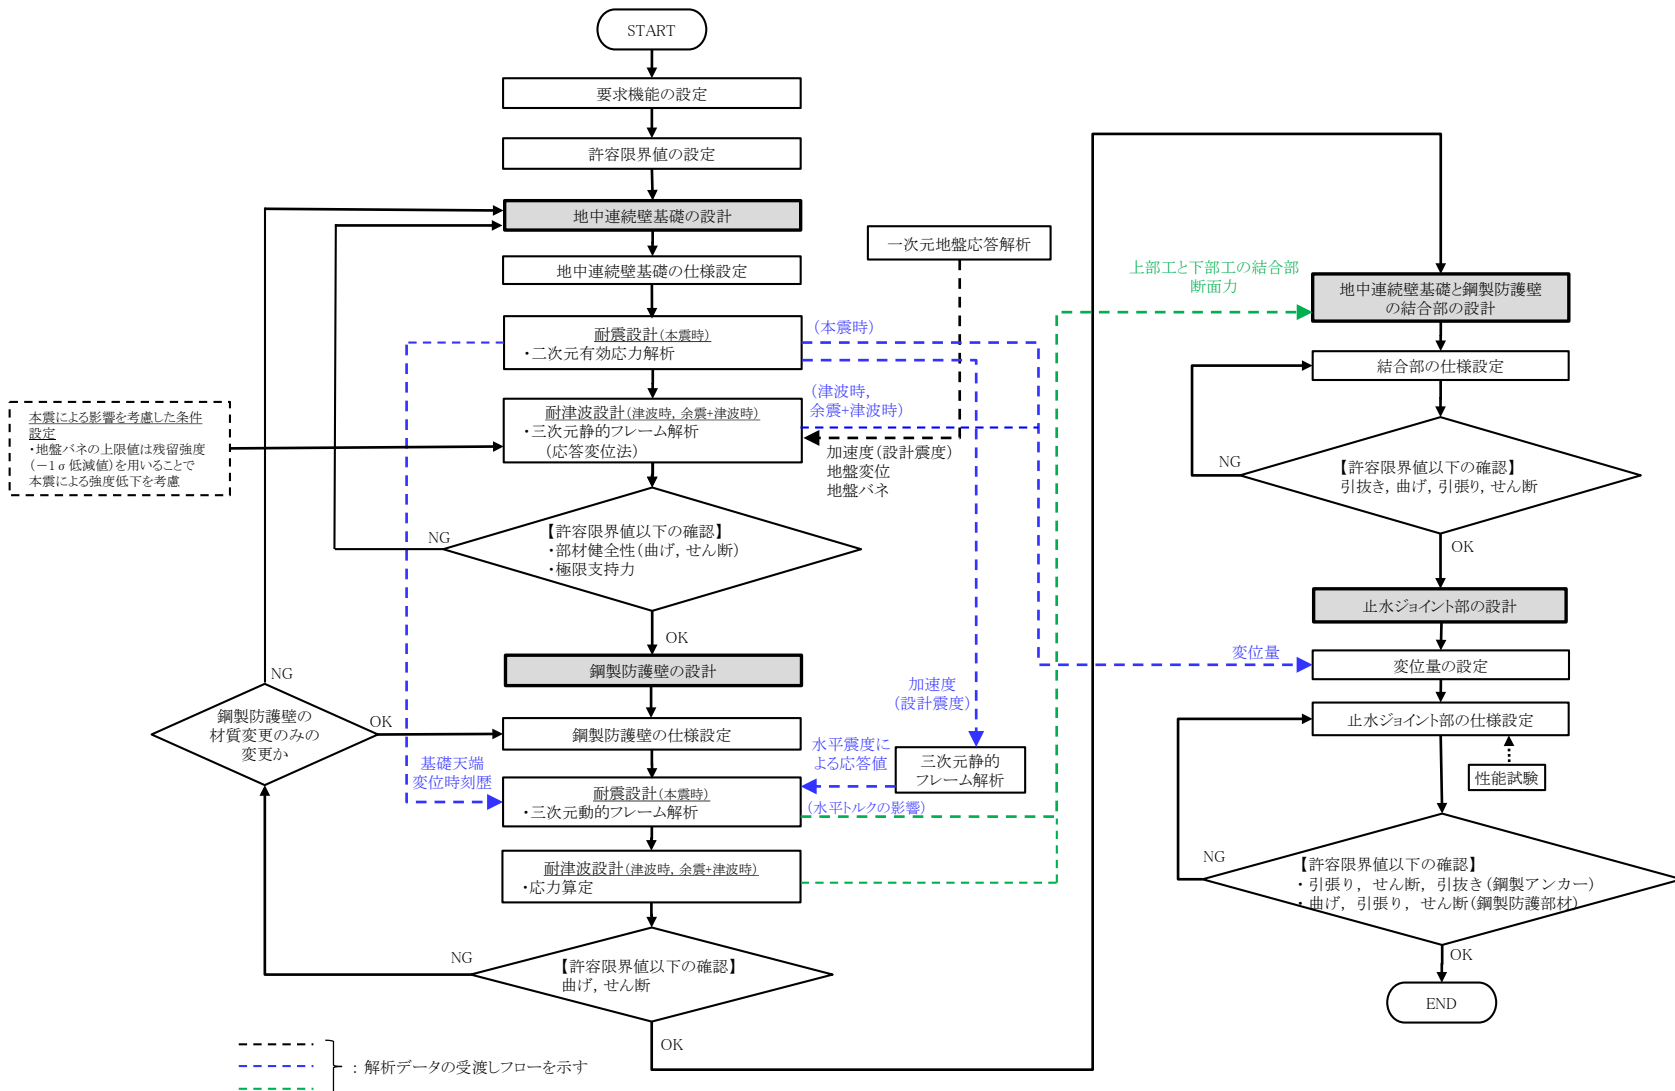 START
要求機能の設定
許容限界値の設定
地中連続壁基礎の設計
地中連続壁基礎の仕様設定
耐震設計(本震時)
・二次元有効応力解析
耐津波設計(津波時, 余震+津波時)
・三次元静的フレーム解析
(応答変位法)
本震による影響を考慮した条件
設定
・地盤バネの上限値は残留強度
(－1σ低減値)を用いることで
本震による強度低下を考慮
一次元地盤応答解析
(本震時)
(津波時,
余震+津波時)
加速度(設計震度)
地盤変位
地盤バネ
NG
【許容限界値以下の確認】
・部材健全性(曲げ, せん断)
・極限支持力
OK
鋼製防護壁の設計
NG
鋼製防護壁の
材質変更のみの
変更か
OK
鋼製防護壁の仕様設定
基礎天端
変位時刻歴
加速度
(設計震度)
水平震度に
よる応答値
三次元静的
フレーム解析
耐震設計(本震時)
・三次元動的フレーム解析
(水平トルクの影響)
耐津波設計(津波時, 余震+津波時)
・応力算定
NG
【許容限界値以下の確認】
曲げ, せん断
OK
上部工と下部工の結合部
断面力
地中連続壁基礎と鋼製防護壁
の結合部の設計
結合部の仕様設定
NG
【許容限界値以下の確認】
引抜き, 曲げ, 引張り, せん断
OK
止水ジョイント部の設計
変位量
変位量の設定
止水ジョイント部の仕様設定
性能試験
NG
【許容限界値以下の確認】
・引張り, せん断, 引抜き(鋼製アンカー)
・曲げ, 引張り, せん断(鋼製防護部材)
OK
END
：解析データの受渡しフローを示す